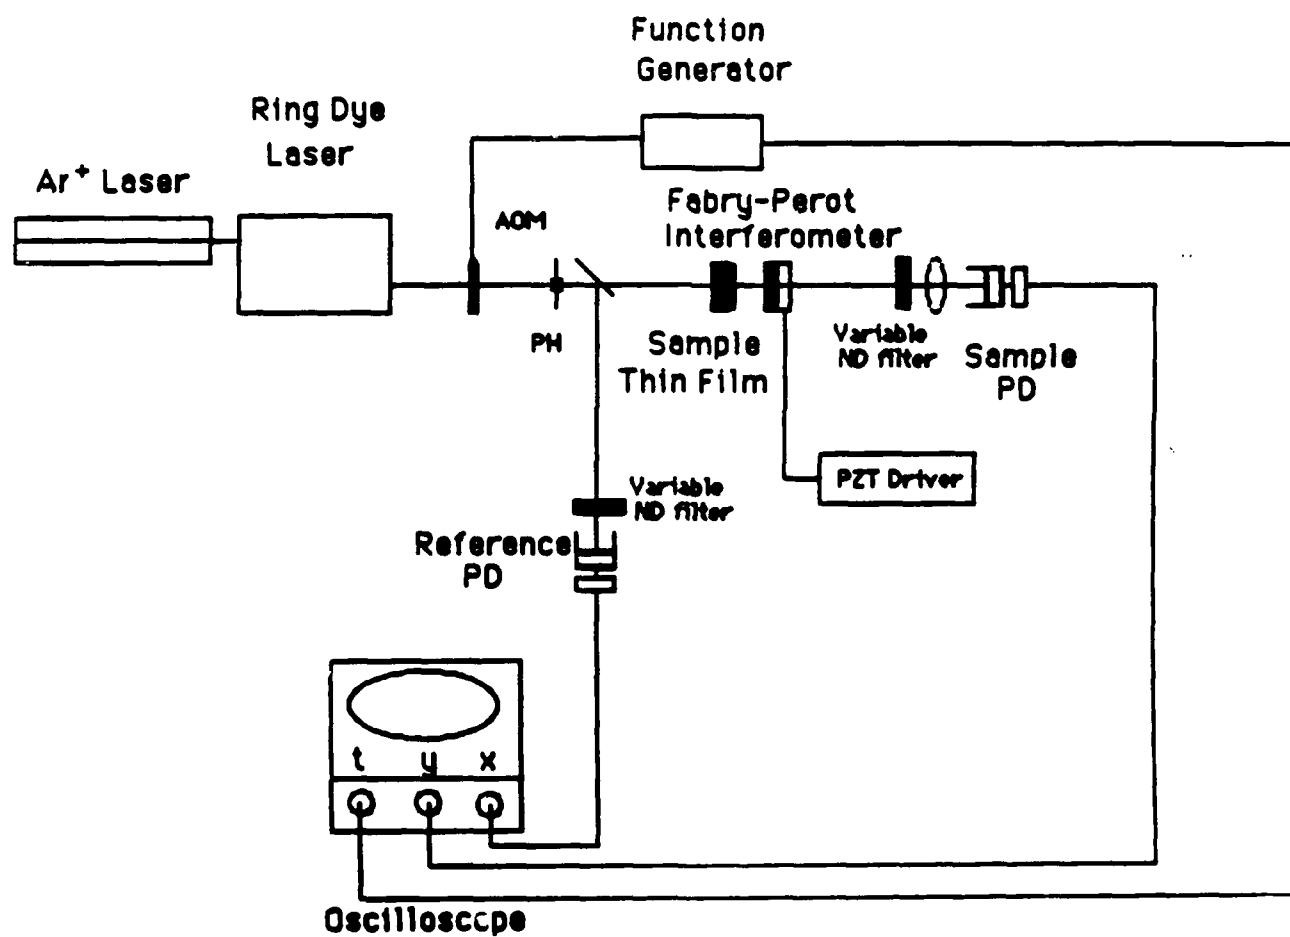 Function
Generator
Ring Dye
Laser
Ar+ Laser
AOM
Fabry-Perot
Interferometer
PH
Sample
Thin Film
Variable
ND filter
Sample
PD
PZT Driver
Variable
ND filter
Reference
PD
t y x
Oscilloscope